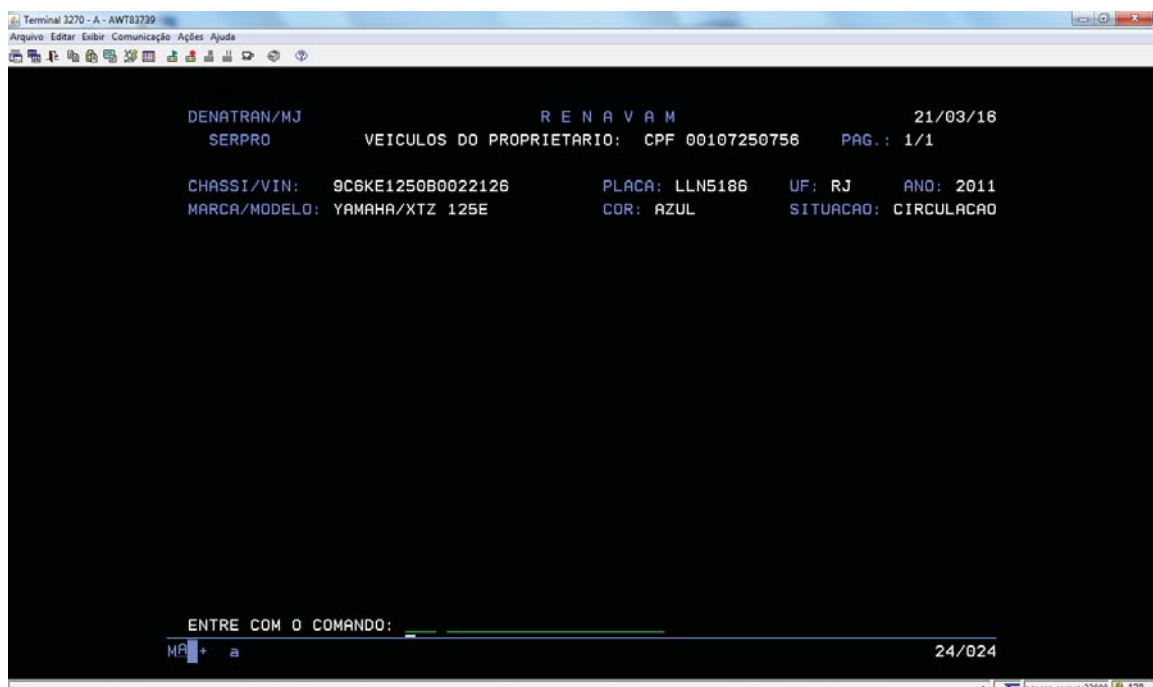 Terminal 3270 - A - AWT83739
Arquivo Editar Exibir Comunicação Ações Ajuda
DENATRAN/MJ R E N A V A M 21/03/16
SERPRO VEICULOS DO PROPRIETARIO: CPF 00107250756 PAG.: 1/1
CHASSI/VIN: 9C6KE1250B0022126 PLACA: LLN5186 UF: RJ ANO: 2011
MARCA/MODELO: YAMAHA/XTZ 125E COR: AZUL SITUACAO: CIRCULACAO
ENTRE COM O COMANDO:
MA + a 24/024